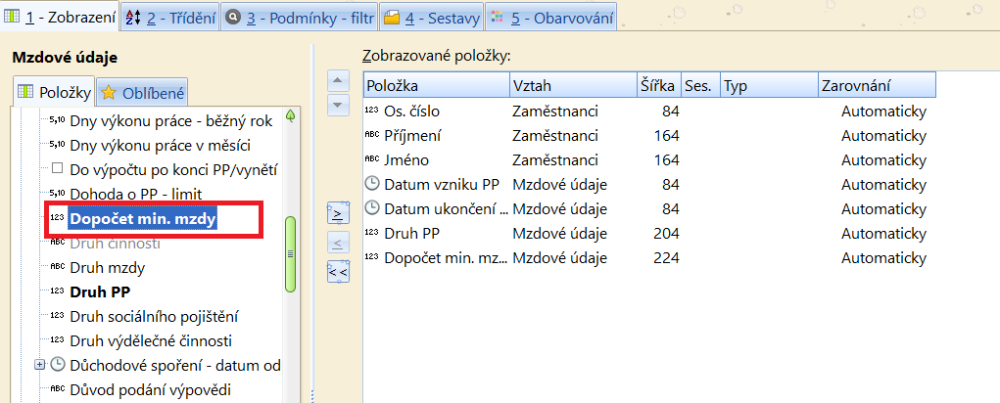 1 - Zobrazení 2 - Třídění 3 - Podmínky - filtr 4 - Sestavy 5 - Obarvování
Mzdové údaje
Položky Oblíbené
5,10 Dny výkonu práce - běžný rok
5,10 Dny výkonu práce v měsíci
Do výpočtu po konci PP/vynětí
5,10 Dohoda o PP - limit
123 Dopočet min. mzdy
ABC Druh činnosti
ABC Druh mzdy
123 Druh PP
123 Druh sociálního pojištění
123 Druh výdělečné činnosti
Důchodové spoření - datum od
ABC Důvod podání výpovědi
>
<
<<
Zobrazované položky:
Položka Vztah Šířka Ses. Typ Zarovnání
123 Os. číslo Zaměstnanci 84 Automaticky
ABC Příjmení Zaměstnanci 164 Automaticky
ABC Jméno Zaměstnanci 164 Automaticky
Datum vzniku PP Mzdové údaje 84 Automaticky
Datum ukončení ... Mzdové údaje 84 Automaticky
123 Druh PP Mzdové údaje 204 Automaticky
123 Dopočet min. mz... Mzdové údaje 224 Automaticky